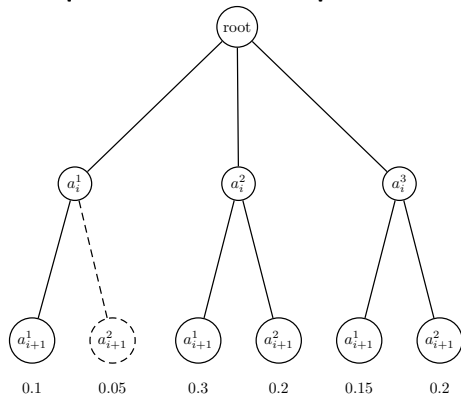 root
a_i^1 a_i^2 a_i^3
a_{i+1}^1 a_{i+1}^2 a_{i+1}^1 a_{i+1}^2 a_{i+1}^1 a_{i+1}^2
0.1 0.05 0.3 0.2 0.15 0.2